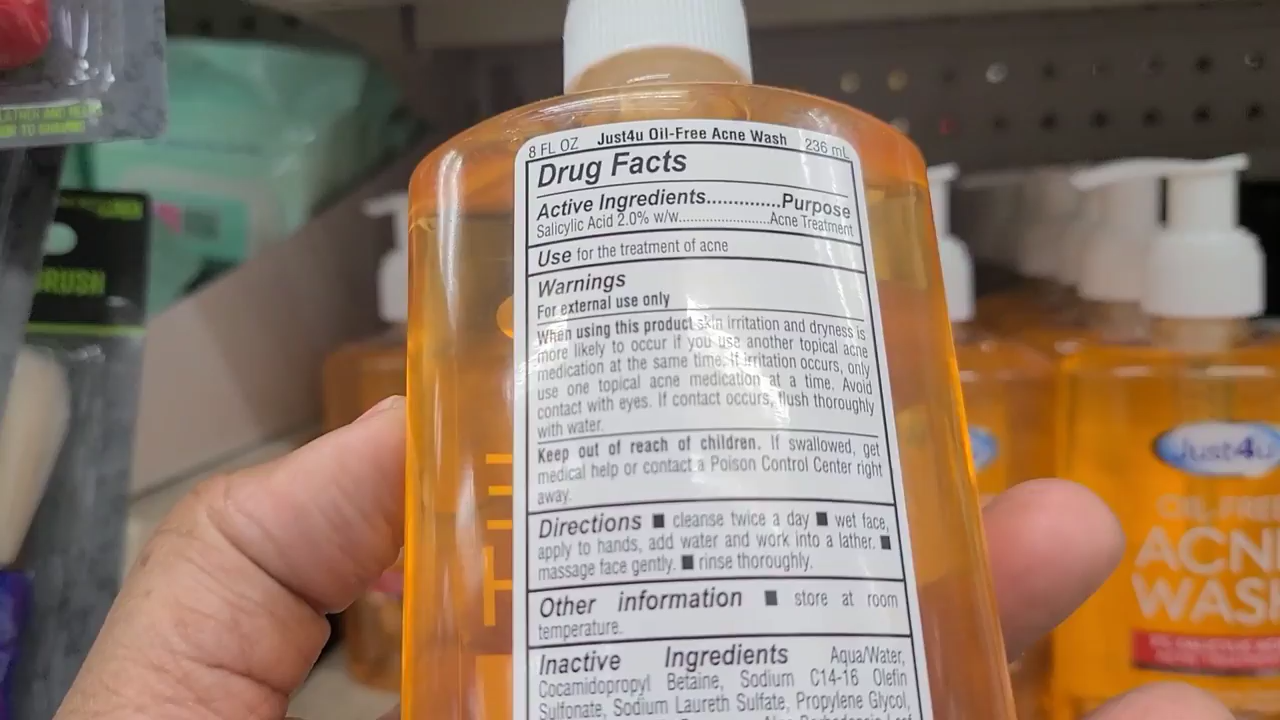 8 FL OZ Just4u Oil-Free Acne Wash 236 mL
Drug Facts
Active Ingredients..............Purpose
Salicylic Acid 2.0% w/w........................Acne Treatment
Use for the treatment of acne
Warnings
For external use only
When using this product skin irritation and dryness is
more likely to occur if you use another topical acne
medication at the same time. If irritation occurs, only
use one topical acne medication at a time. Avoid
contact with eyes. If contact occurs, flush thoroughly
with water.
Keep out of reach of children. If swallowed, get
medical help or contact a Poison Control Center right
away.
Directions ■ cleanse twice a day ■ wet face,
apply to hands, add water and work into a lather. ■
massage face gently. ■ rinse thoroughly.
Other information ■ store at room
temperature.
Inactive Ingredients Aqua/Water,
Cocamidopropyl Betaine, Sodium C14-16 Olefin
Sulfonate, Sodium Laureth Sulfate, Propylene Glycol,
Just4u
OIL-FREE
ACNE
WASH